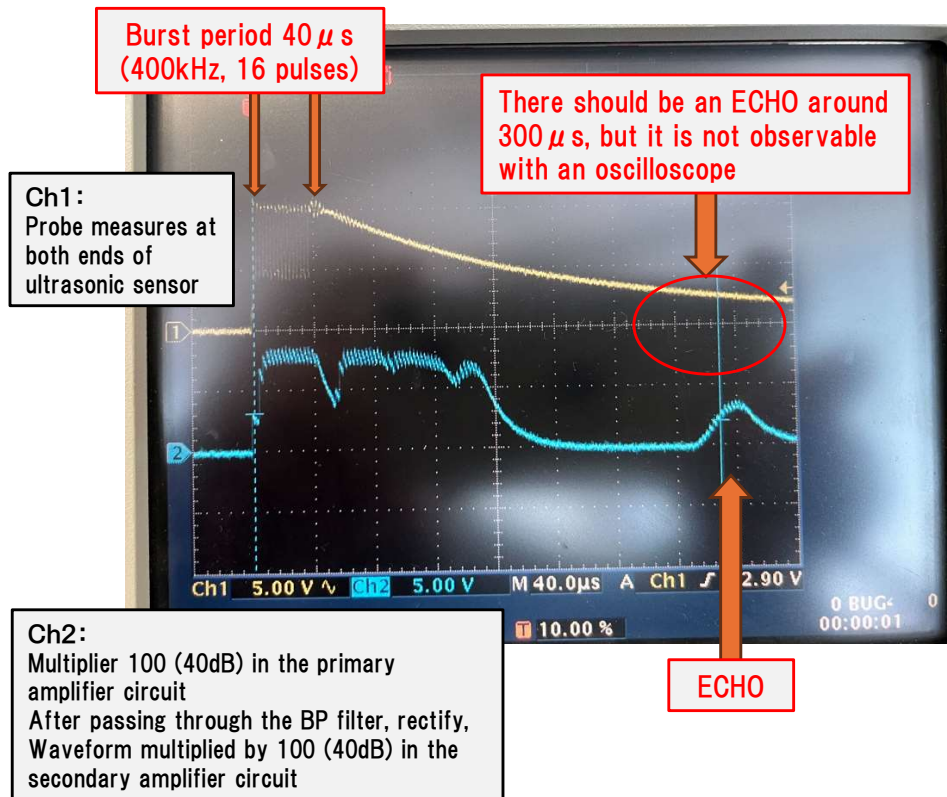 Burst period 40μs
(400kHz, 16 pulses)
There should be an ECHO around
300μs, but it is not observable
with an oscilloscope
Ch1:
Probe measures at
both ends of
ultrasonic sensor
1
2
Ch1 5.00 V ∿ Ch2 5.00 V M 40.0μs A Ch1 ƒ 2.90 V
0 BUG
0
00:00:01
T 10.00 %
Ch2:
Multiplier 100 (40dB) in the primary
amplifier circuit
After passing through the BP filter, rectify,
Waveform multiplied by 100 (40dB) in the
secondary amplifier circuit
ECHO